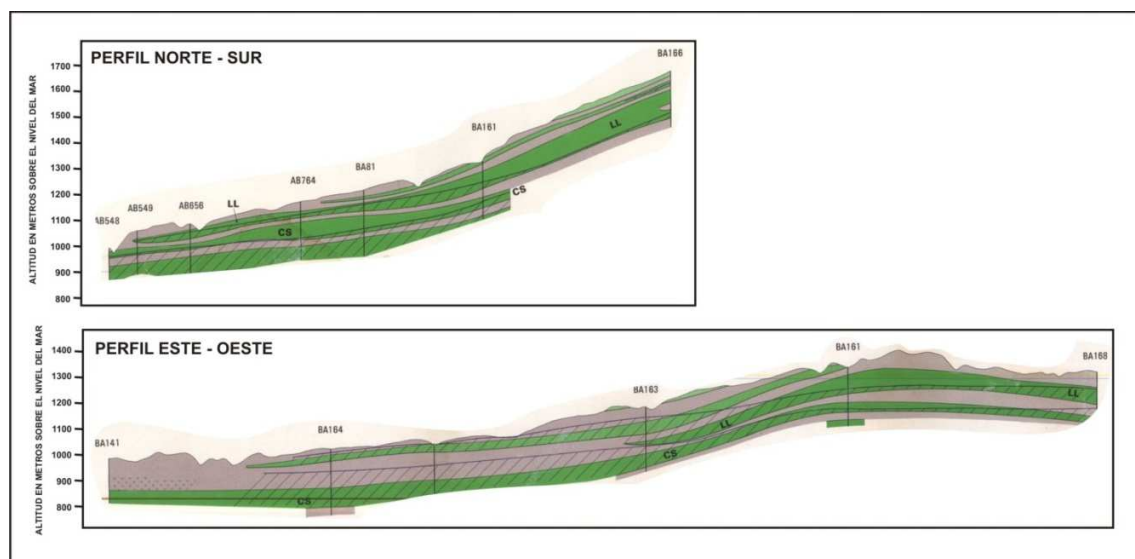 PERFIL NORTE - SUR
ALTITUD EN METROS SOBRE EL NIVEL DEL MAR
1700
1600
1500
1400
1300
1200
1100
1000
900
800
BA166
BA161
BA81
AB764
AB656
AB549
AB548
LL
LL
CS
CS
PERFIL ESTE - OESTE
ALTITUD EN METROS SOBRE EL NIVEL DEL MAR
1400
1300
1200
1100
1000
900
800
BA141
BA164
BA163
BA161
BA168
LL
LL
CS
CS